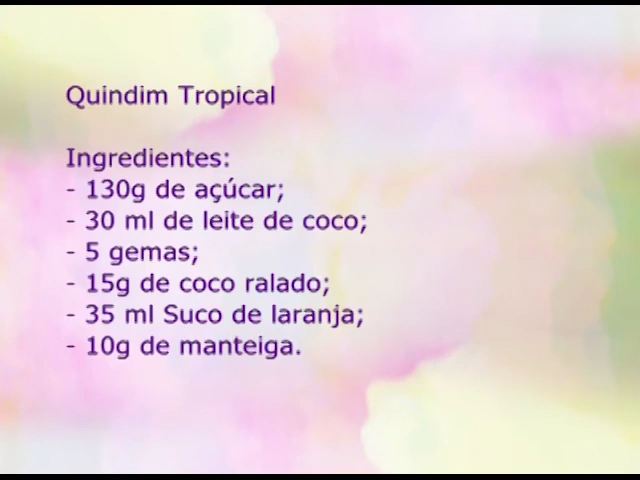 Quindim Tropical
Ingredientes:
- 130g de açúcar;
- 30 ml de leite de coco;
- 5 gemas;
- 15g de coco ralado;
- 35 ml Suco de laranja;
- 10g de manteiga.